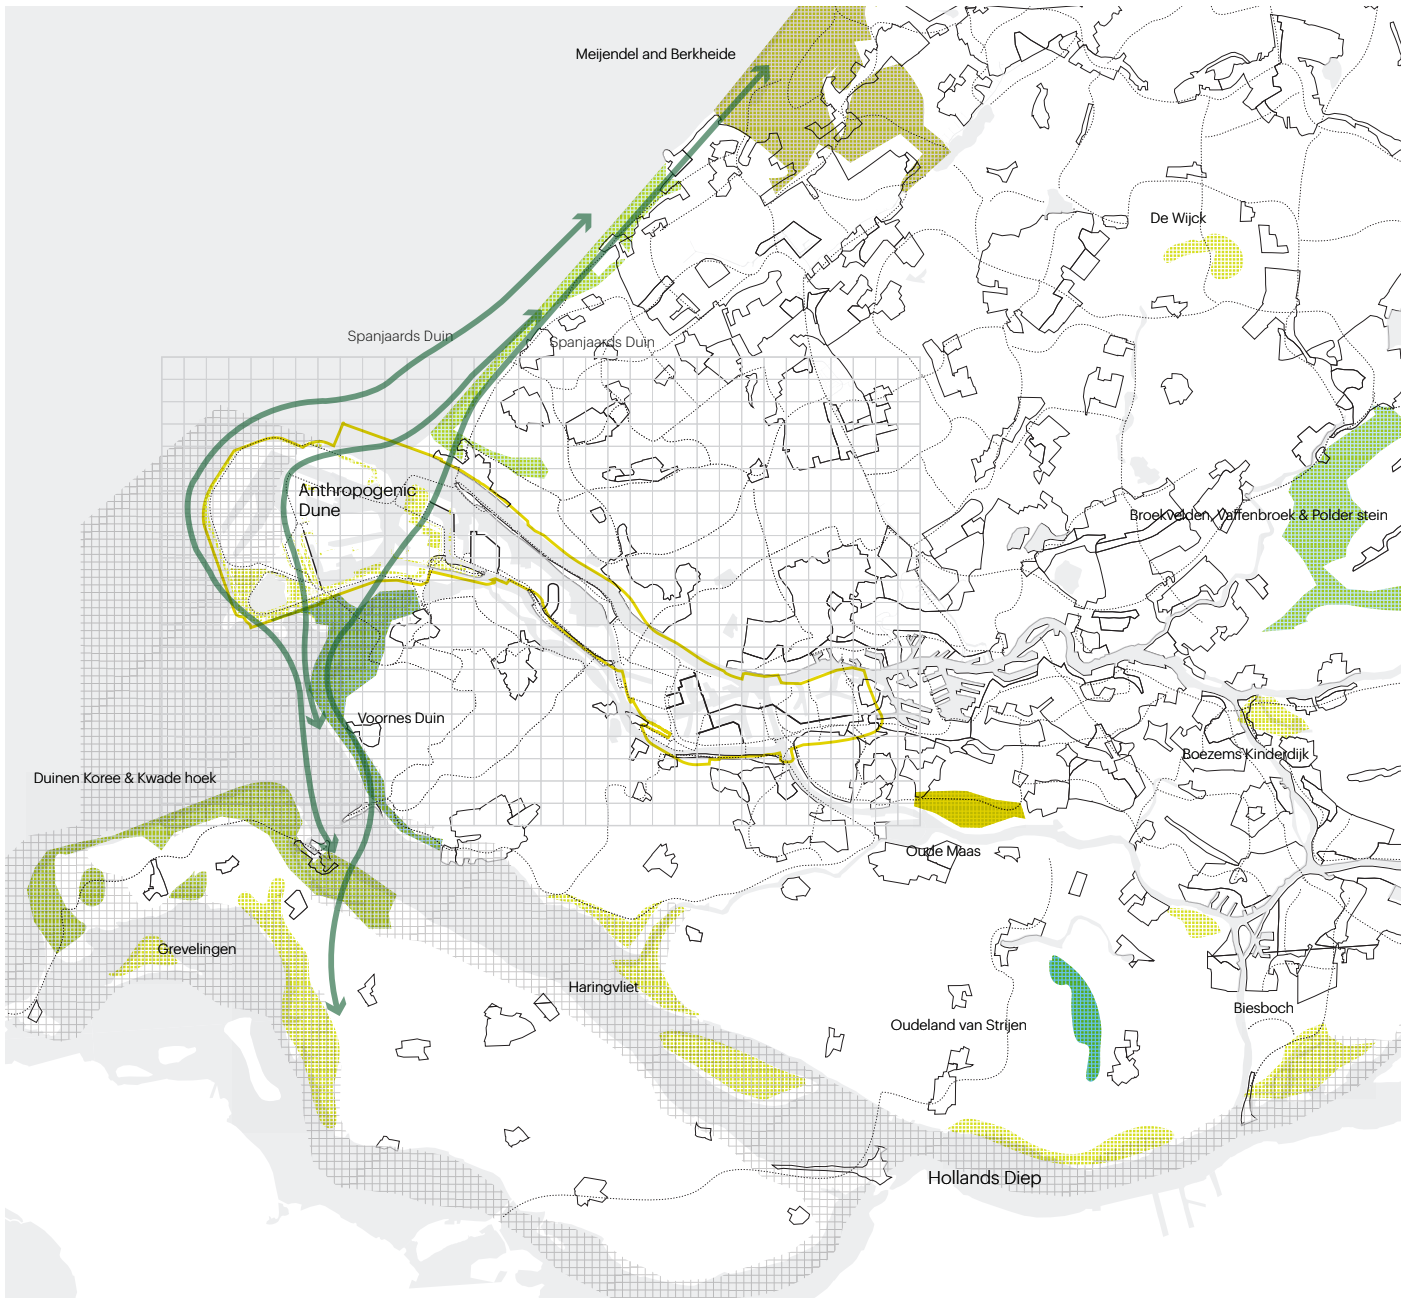 Meijendel and Berkheide
De Wijck
Spanjaards Duin
Spanjaards Duin
Anthropogenic
Dune
Broekvelden, Vaffenbroek & Polder stein
Voornes Duin
Boezems Kinderdijk
Duinen Koree & Kwade hoek
Oude Maas
Grevelingen
Haringvliet
Biesboch
Oudeland van Strijen
Hollands Diep